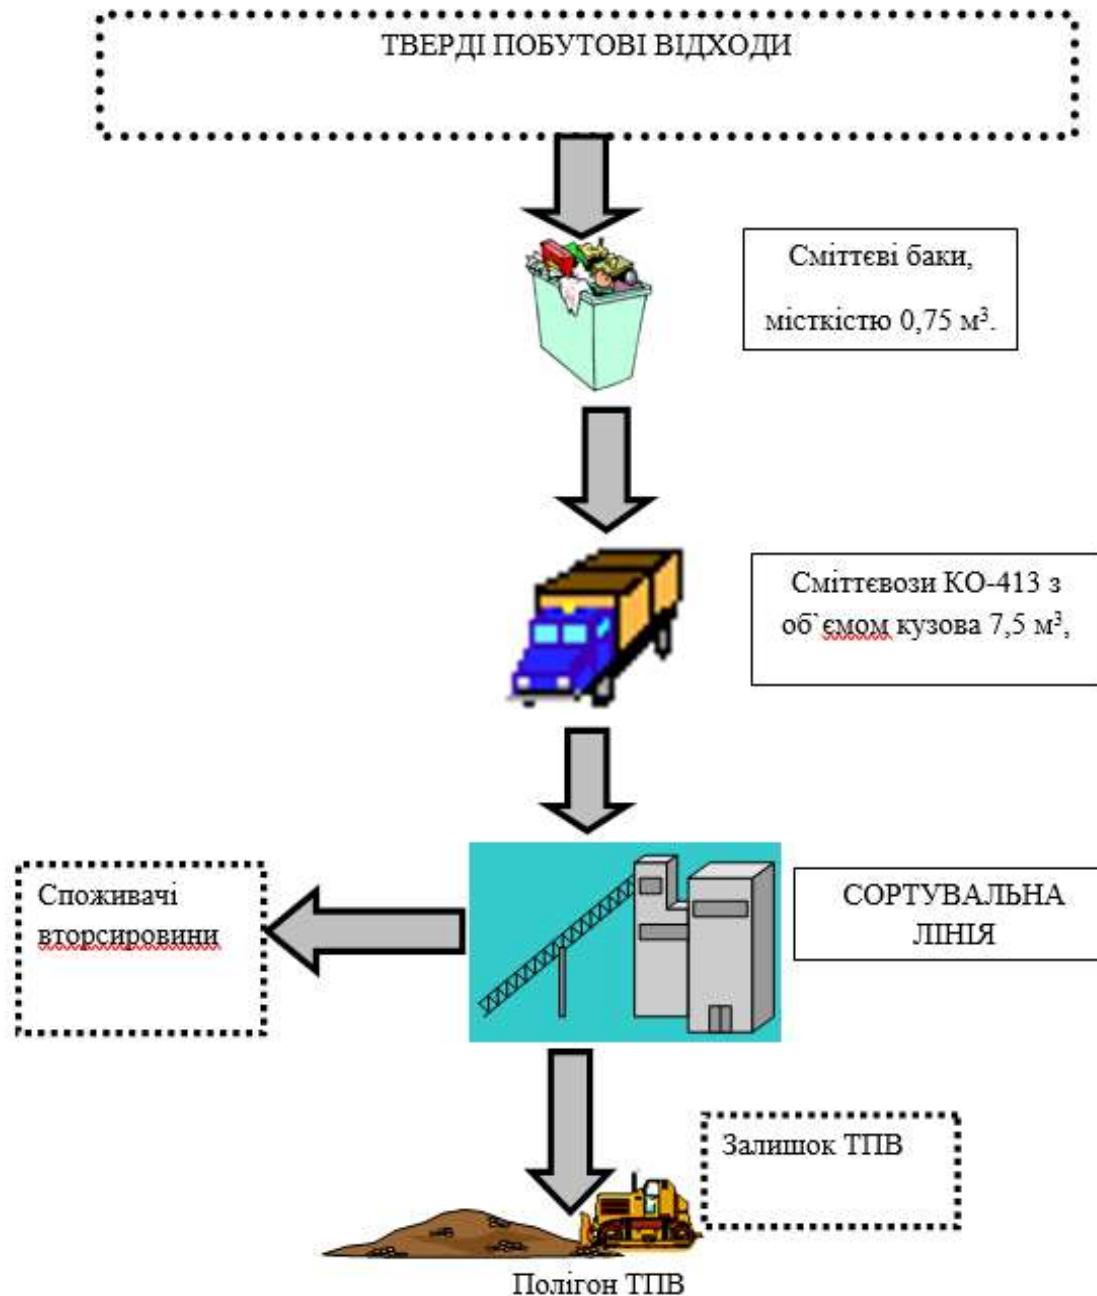 ТВЕРДІ ПОБУТОВІ ВІДХОДИ
Сміттєві баки,
місткістю 0,75 м³.
Сміттєвози КО-413 з
об`ємом кузова 7,5 м³,
Споживачі
вторсировини
СОРТУВАЛЬНА
ЛІНІЯ
Залишок ТПВ
Полігон ТПВ